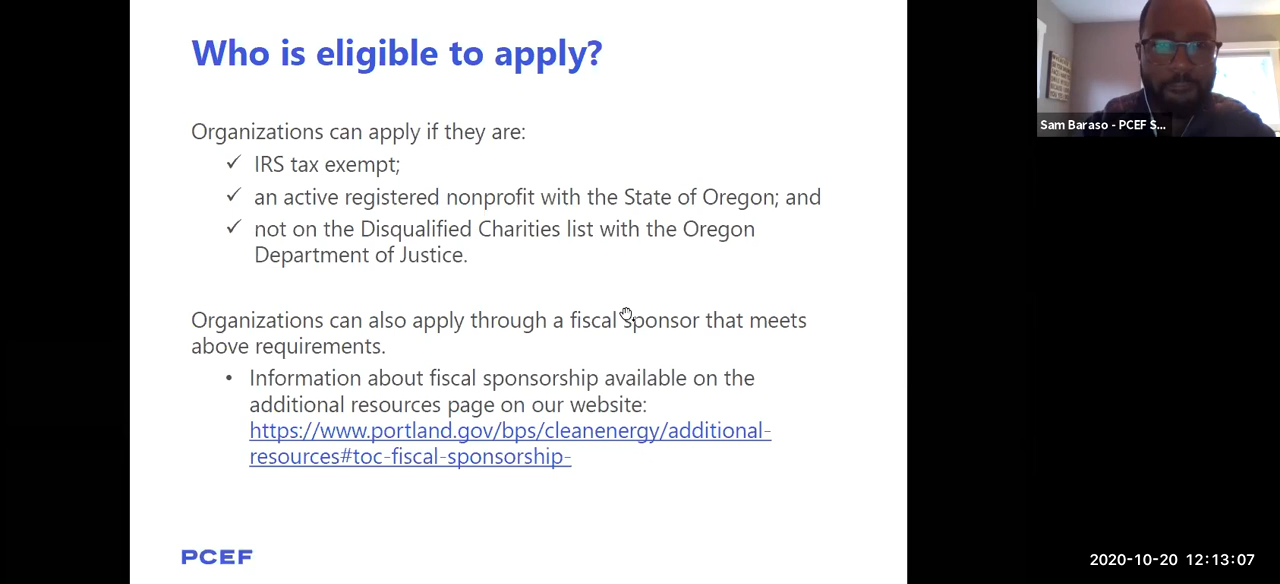 Who is eligible to apply?
Organizations can apply if they are:
✓ IRS tax exempt;
✓ an active registered nonprofit with the State of Oregon; and
✓ not on the Disqualified Charities list with the Oregon
Department of Justice.
Organizations can also apply through a fiscal sponsor that meets
above requirements.
• Information about fiscal sponsorship available on the
additional resources page on our website:
https://www.portland.gov/bps/cleanenergy/additional-
resources#toc-fiscal-sponsorship-
PCEF
Sam Baraso - PCEF S...
2020-10-20 12:13:07